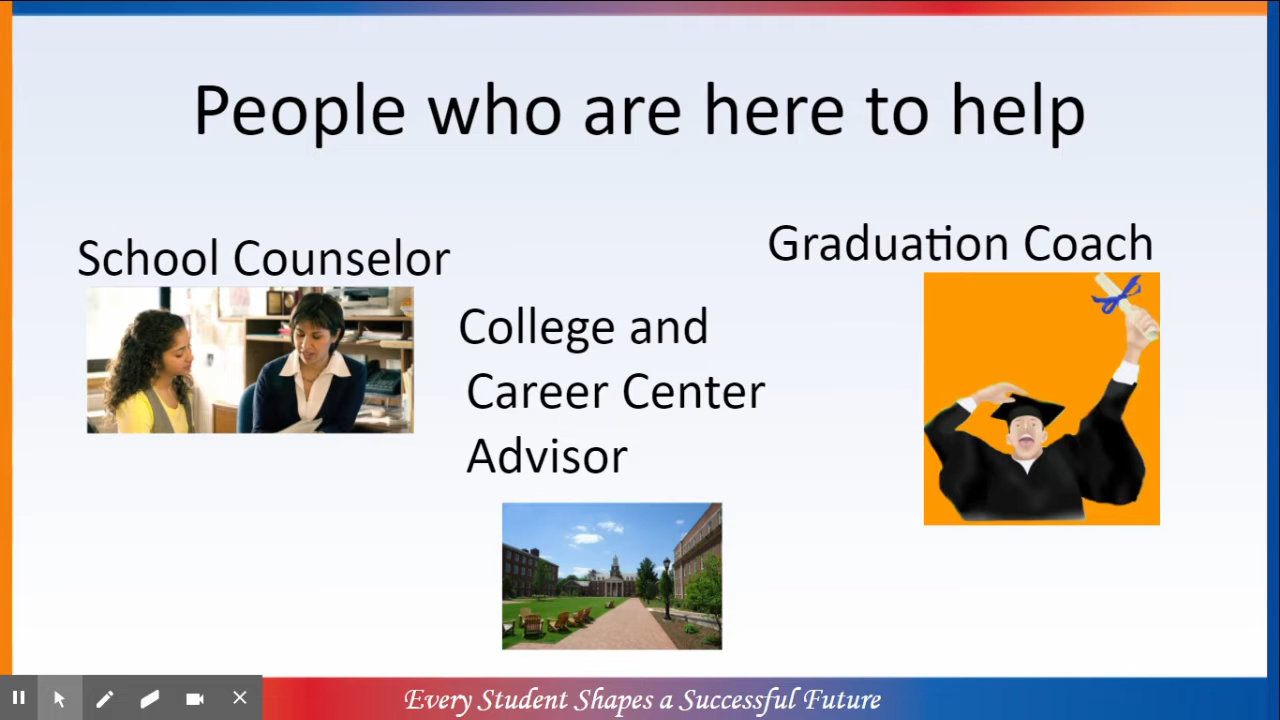 People who are here to help
School Counselor
Graduation Coach
College and
Career Center
Advisor
Every Student Shapes a Successful Future